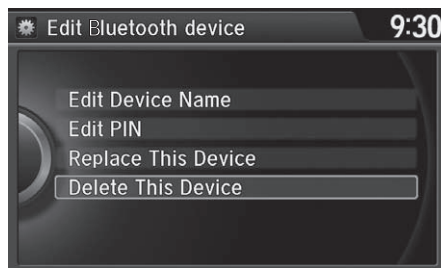 Edit Bluetooth device
9:30
Edit Device Name
Edit PIN
Replace This Device
Delete This Device